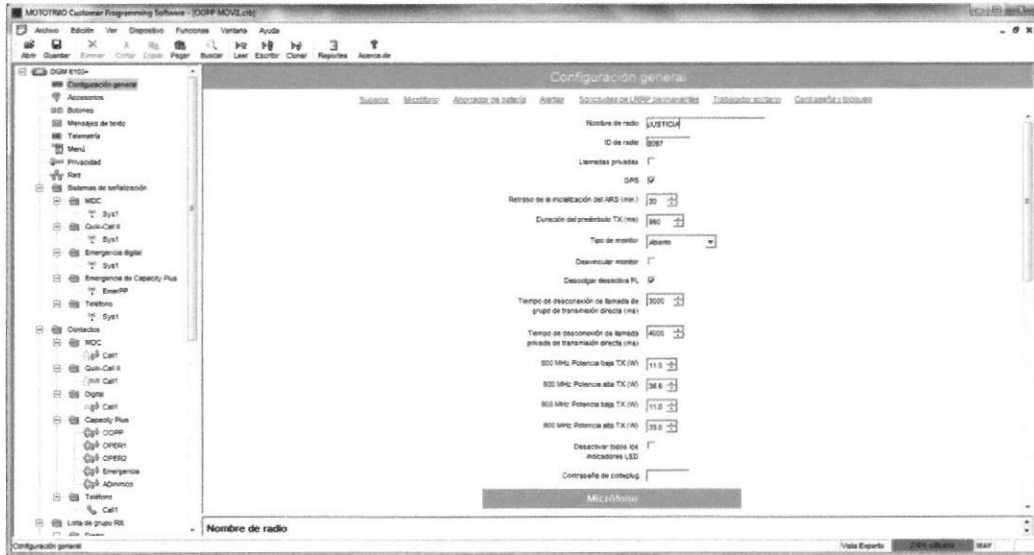 MOTOTRBO Customer Programming Software - [OOPP MOVIL.ctb]
Archivo Edición Ver Dispositivo Funciones Ventana Ayuda
Abrir Guardar Eliminar Cortar Copiar Pegar Buscar Leer Escribir Clonar Reportes Acerca de
DGM 6100+
Configuración general
Accesorios
Botones
Mensajes de texto
Telemetría
Menú
Privacidad
Red
Sistemas de señalización
MDC
Sys1
Quik-Call II
Sys1
Emergencia digital
Sys1
Emergencia de Capacity Plus
EmerPP
Teléfono
Sys1
Contactos
MDC
Call1
Quik-Call II
Call1
Digital
Call1
Capacity Plus
OOPP
OPER1
OPER2
Emergencia
ADinimico
Teléfono
Call1
Lista de grupo RX
Digital
Configuración general
Superior Micrófono Ahorrador de batería Alertas Solicitudes de LRRP permanentes Trabajador solitario Contraseña y bloqueo
Nombre de radio JUSTICIA
ID de radio 8097
Llamadas privadas
GPS
Retraso de la inicialización del ARS (min.) 30
Duración del preámbulo TX (ms) 960
Tipo de monitor Abierto
Desvincular monitor
Descolgar desactiva PL
Tiempo de desconexión de llamada de
grupo de transmisión directa (ms) 3000
Tiempo de desconexión de llamada
privada de transmisión directa (ms) 4000
800 MHz Potencia baja TX (W) 11.0
800 MHz Potencia alta TX (W) 38.6
900 MHz Potencia baja TX (W) 11.0
900 MHz Potencia alta TX (W) 33.0
Desactivar todos los
indicadores LED
Contraseña de codeplug
Micrófono
Nombre de radio
Configuración general
Vista Experto
MAY